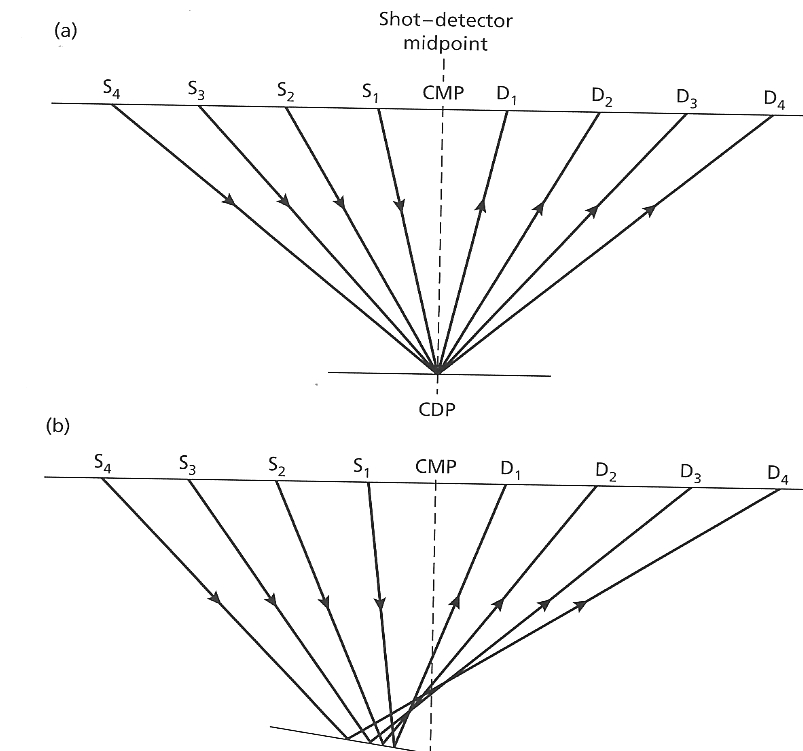 (a)
Shot–detector
midpoint
S₄ S₃ S₂ S₁ CMP D₁ D₂ D₃ D₄
CDP
(b)
S₄ S₃ S₂ S₁ CMP D₁ D₂ D₃ D₄